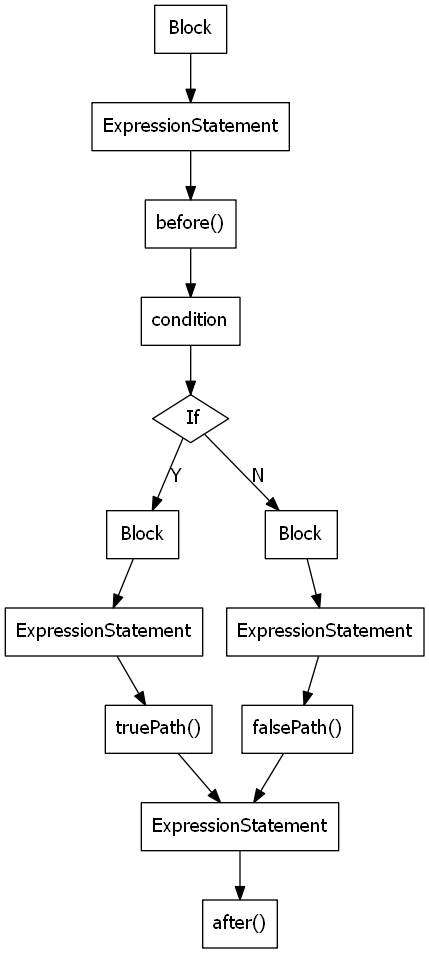 Block
ExpressionStatement
before()
condition
If
Y
N
Block
Block
ExpressionStatement
ExpressionStatement
truePath()
falsePath()
ExpressionStatement
after()